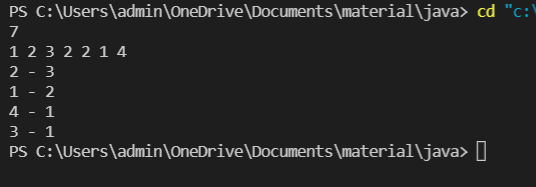 PS C:\Users\admin\OneDrive\Documents\material\java> cd "c:\
7
1 2 3 2 2 1 4
2 - 3
1 - 2
4 - 1
3 - 1
PS C:\Users\admin\OneDrive\Documents\material\java>